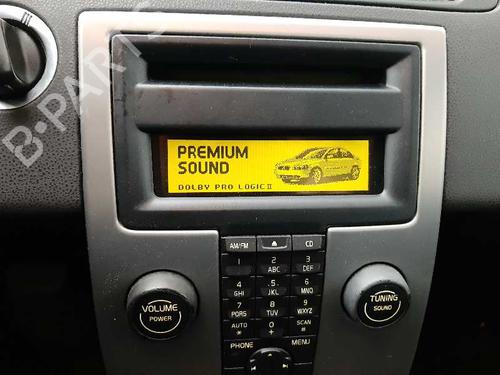 B-PARTS
PREMIUM
SOUND
DOLBY PRO LOGIC II
AM/FM
CD
1
2
ABC
3
DEF
4
GHI
.5
JKL
6
MNO
7
PQRS
8
TUV
9
WXYZ
AUTO
*
0
+
SCAN
#
PHONE
MENU
VOLUME
POWER
TUNING
SOUND